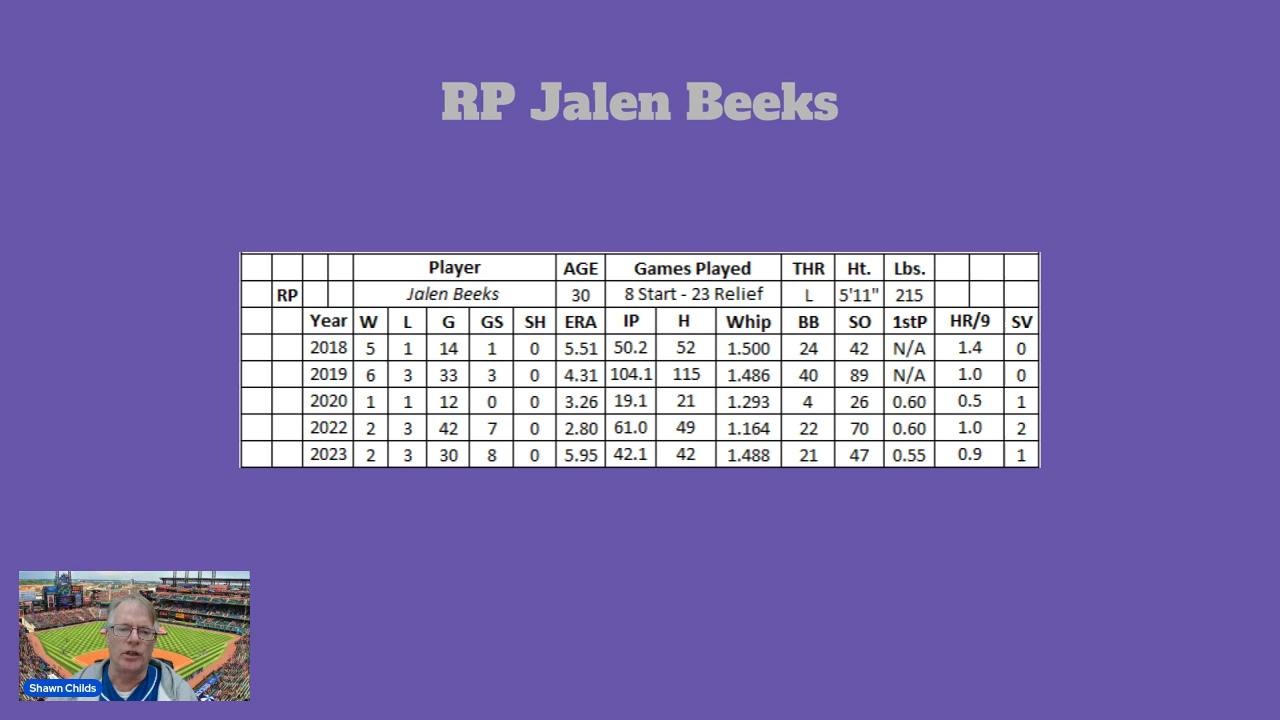 RP Jalen Beeks
Player AGE Games Played THR Ht. Lbs.
RP Jalen Beeks 30 8 Start - 23 Relief L 5'11" 215
Year W L G GS SH ERA IP H Whip BB SO 1stP HR/9 SV
2018 5 1 14 1 0 5.51 50.2 52 1.500 24 42 N/A 1.4 0
2019 6 3 33 3 0 4.31 104.1 115 1.486 40 89 N/A 1.0 0
2020 1 1 12 0 0 3.26 19.1 21 1.293 4 26 0.60 0.5 1
2022 2 3 42 7 0 2.80 61.0 49 1.164 22 70 0.60 1.0 2
2023 2 3 30 8 0 5.95 42.1 42 1.488 21 47 0.55 0.9 1
Shawn Childs